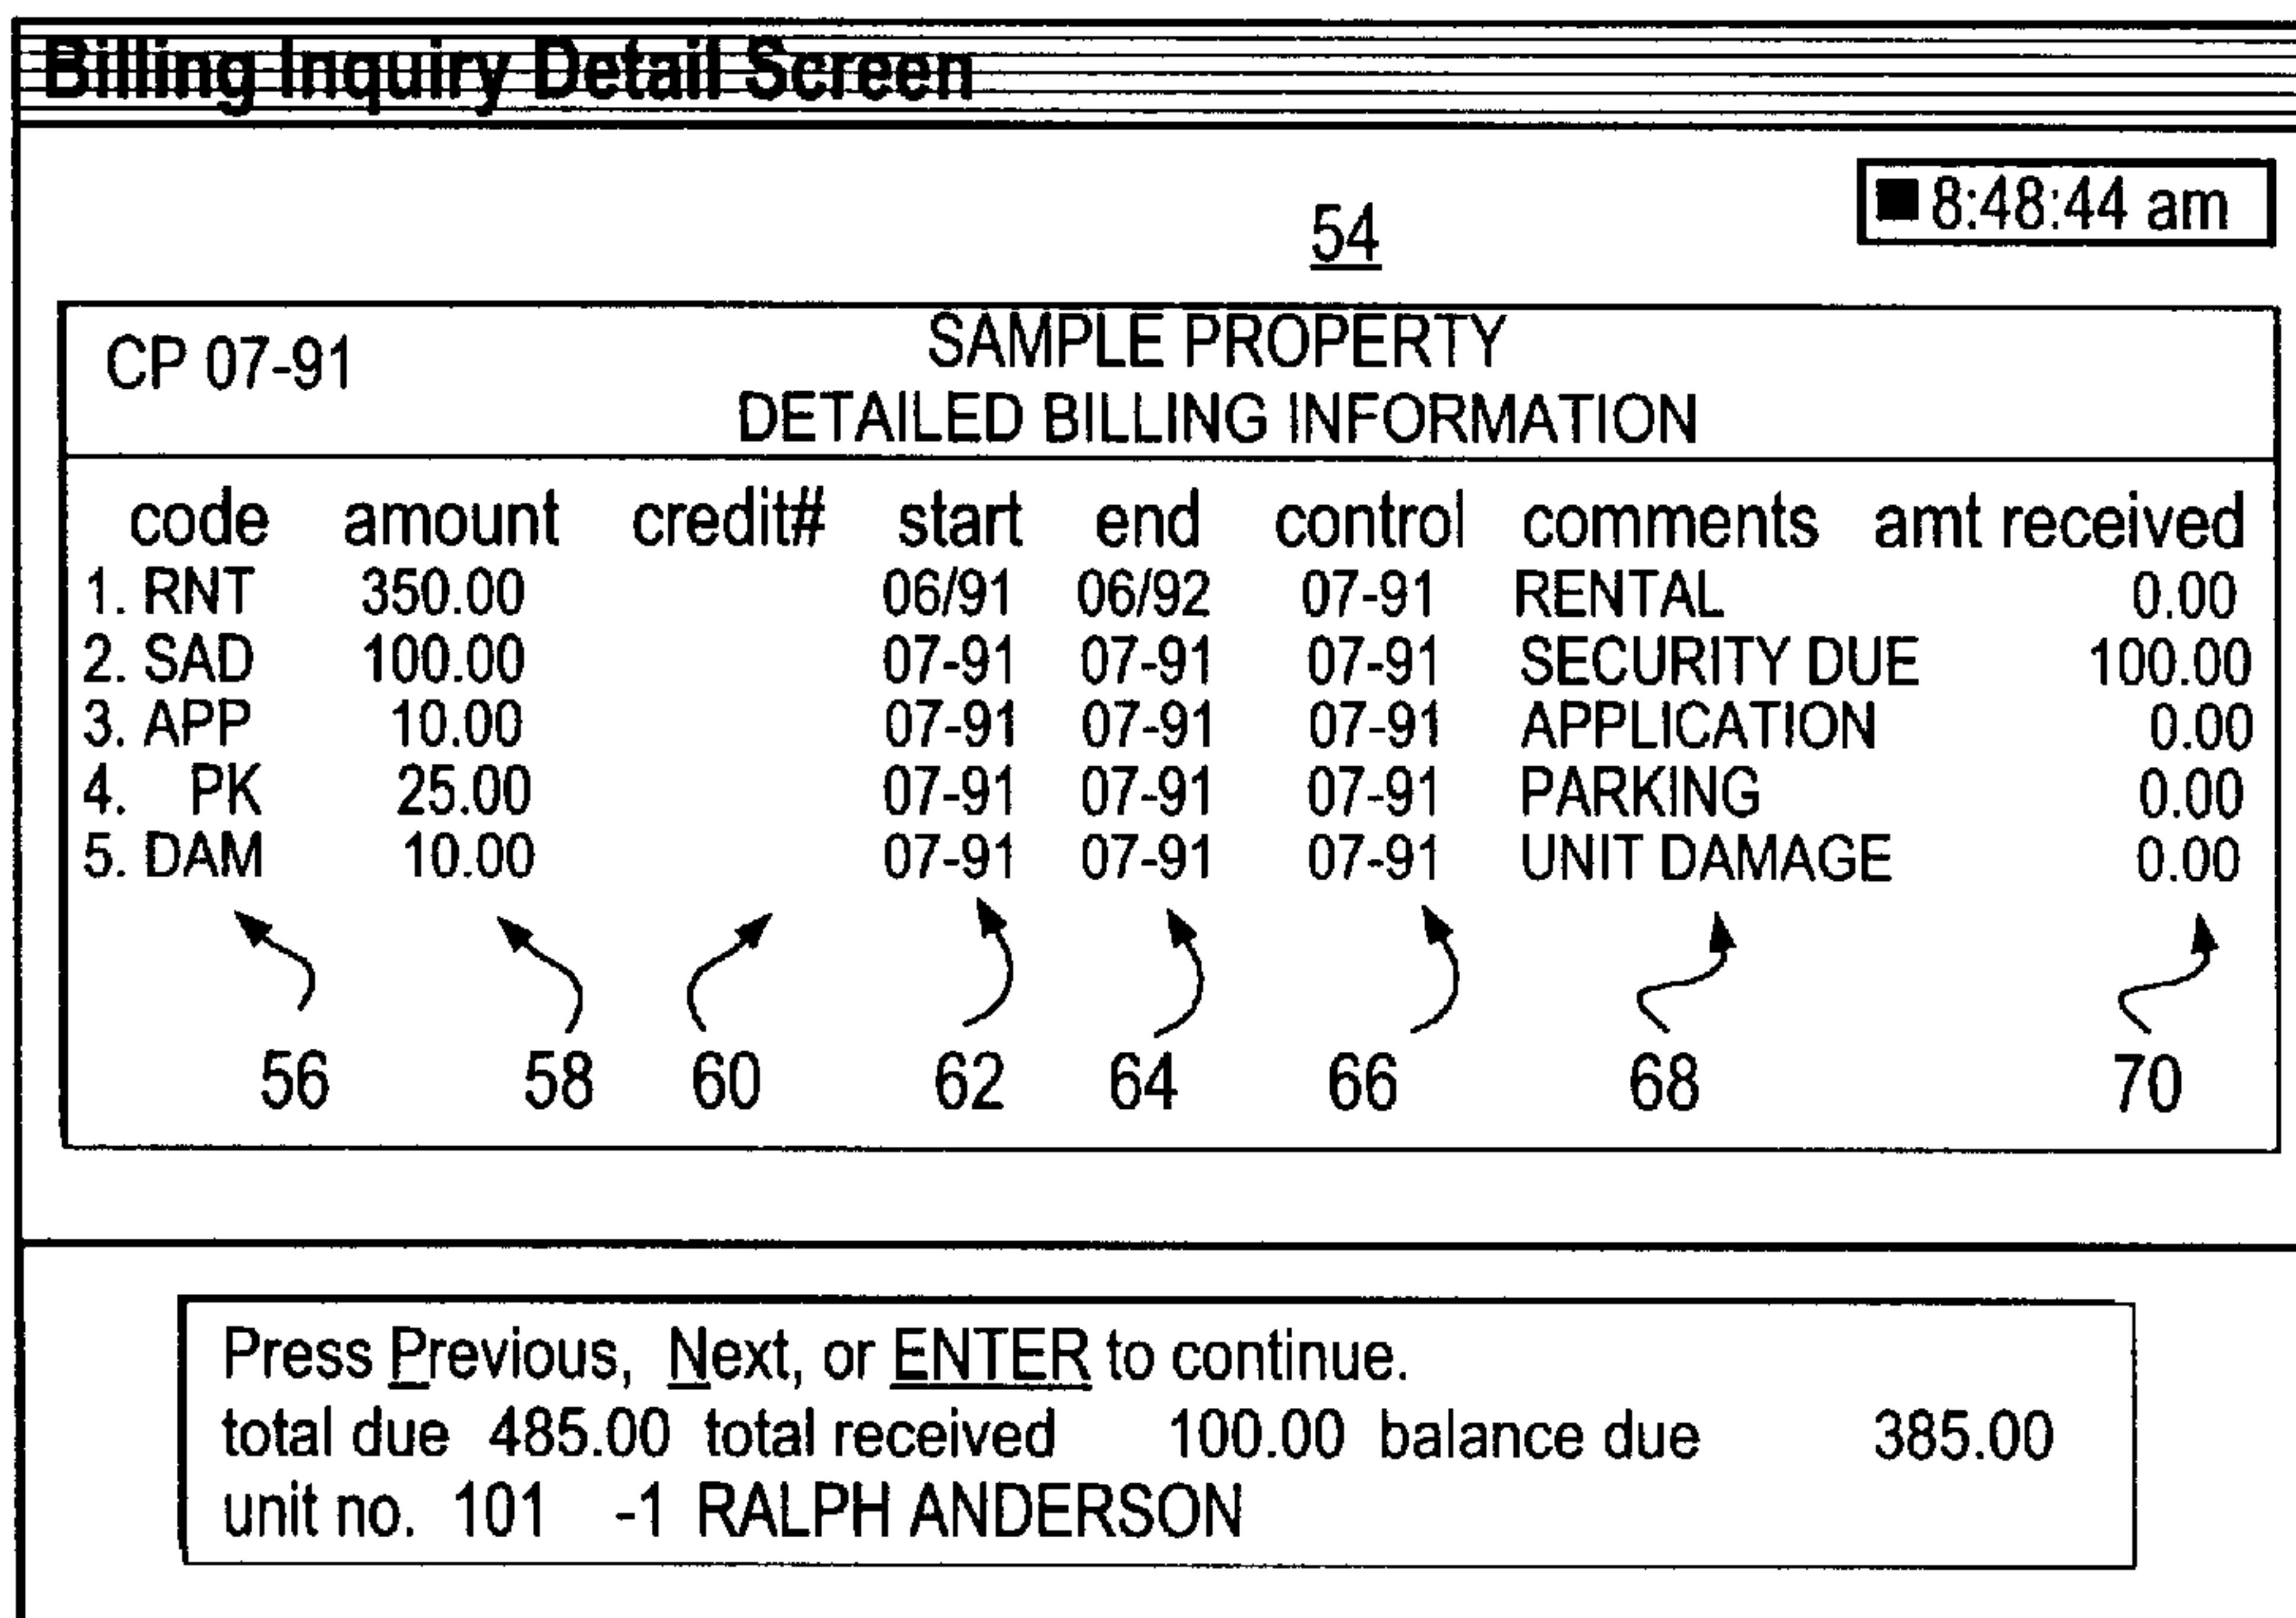 Billing Inquiry Detail Screen
8:48:44 am
54
CP 07-91 SAMPLE PROPERTY
DETAILED BILLING INFORMATION
code amount credit# start end control comments amt received
1. RNT 350.00 06/91 06/92 07-91 RENTAL 0.00
2. SAD 100.00 07-91 07-91 07-91 SECURITY DUE 100.00
3. APP 10.00 07-91 07-91 07-91 APPLICATION 0.00
4. PK 25.00 07-91 07-91 07-91 PARKING 0.00
5. DAM 10.00 07-91 07-91 07-91 UNIT DAMAGE 0.00
56 58 60 62 64 66 68 70
Press Previous, Next, or ENTER to continue.
total due 485.00 total received 100.00 balance due 385.00
unit no. 101 -1 RALPH ANDERSON